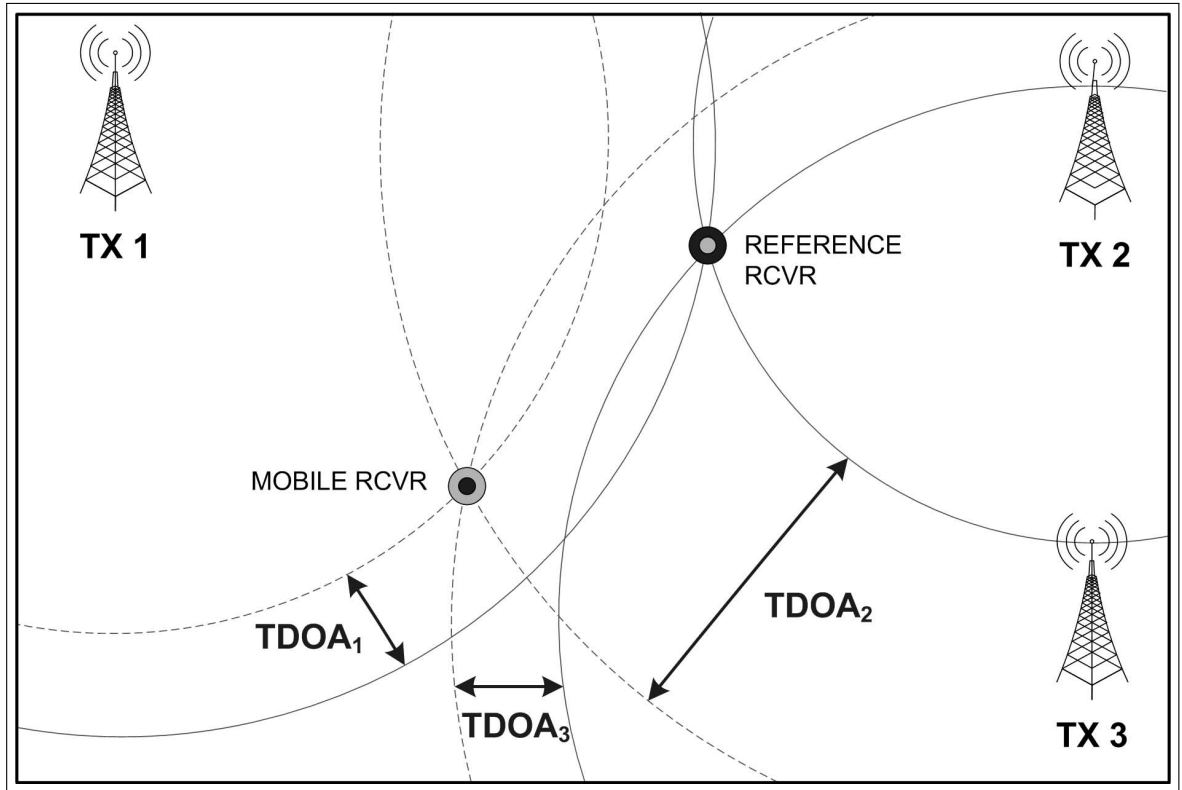 TX 1
TX 2
REFERENCE
RCVR
MOBILE RCVR
TDOA₁
TDOA₂
TDOA₃
TX 3